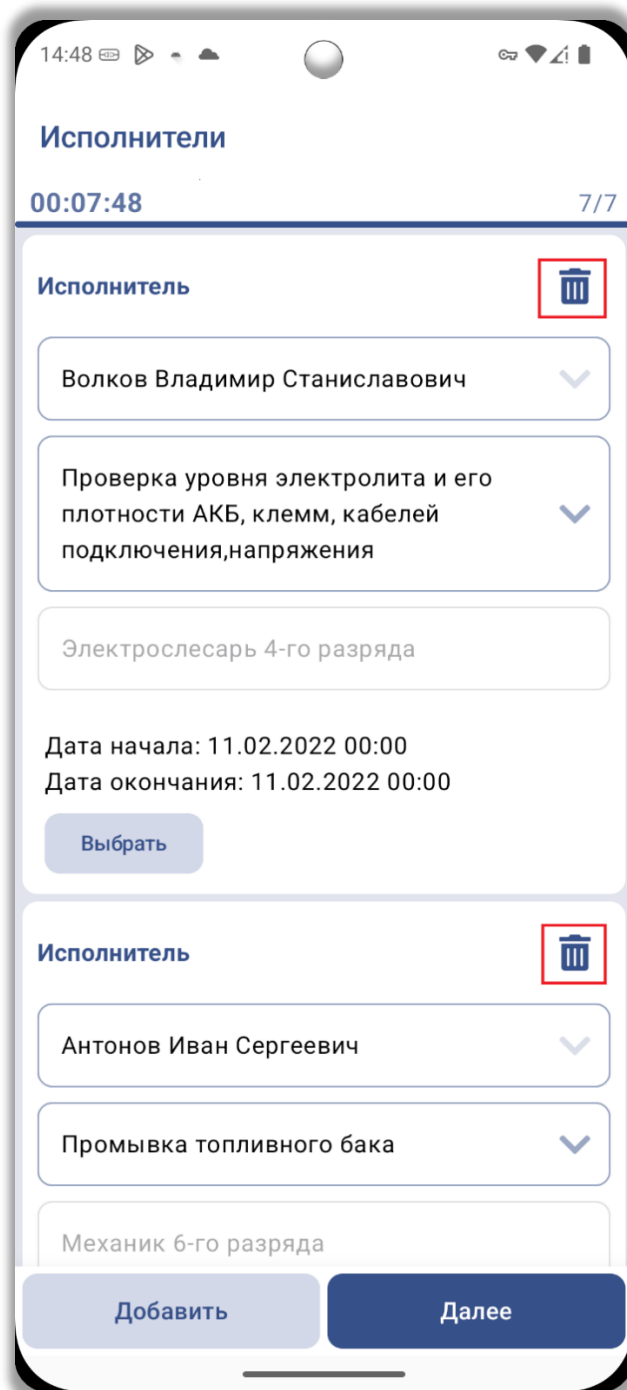 14:48
Исполнители
00:07:48 7/7
Исполнитель
Волков Владимир Станиславович
Проверка уровня электролита и его
плотности АКБ, клемм, кабелей
подключения,напряжения
Электрослесарь 4-го разряда
Дата начала: 11.02.2022 00:00
Дата окончания: 11.02.2022 00:00
Выбрать
Исполнитель
Антонов Иван Сергеевич
Промывка топливного бака
Механик 6-го разряда
Добавить Далее